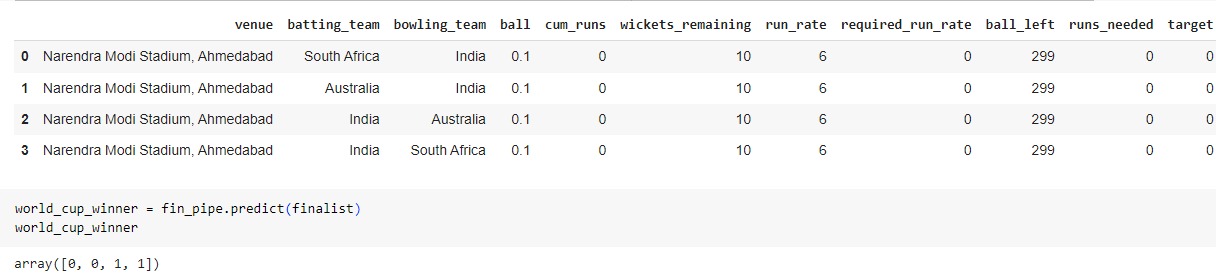 venue batting_team bowling_team ball cum_runs wickets_remaining run_rate required_run_rate ball_left runs_needed target
0 Narendra Modi Stadium, Ahmedabad South Africa India 0.1 0 10 6 0 299 0 0
1 Narendra Modi Stadium, Ahmedabad Australia India 0.1 0 10 6 0 299 0 0
2 Narendra Modi Stadium, Ahmedabad India Australia 0.1 0 10 6 0 299 0 0
3 Narendra Modi Stadium, Ahmedabad India South Africa 0.1 0 10 6 0 299 0 0
world_cup_winner = fin_pipe.predict(finalist)
world_cup_winner
array([0, 0, 1, 1])